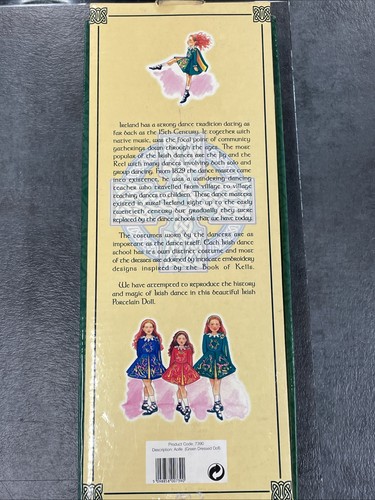 Ireland has a strong dance tradition dating as
far back as the 15th Century. It together with
native music, was the focal point of community
gatherings down through the time. The most
popular of the Irish dances are the Jig and the
Reel with many dances involving both solo and
group dancing. From 1829 the dance master came
into existence, he was a wandering dancing
teacher who travelled from village to village
teaching dances to children. These dance masters
existed in rural Ireland right up to the early
twentieth century but gradually they were
replaced by the dance schools that we have today.
The costumes worn by the dancers are as
important as the dance itself. Each Irish dance
school has its own distinct costume and most
of the dresses are adorned by intricate embroidery
designs inspired by the Book of Kells.
We have attempted to reproduce the history
and magic of Irish dance in this beautiful Irish
Porcelain Doll.
Product Code:
Description: Aoife (Green Dressed Doll)